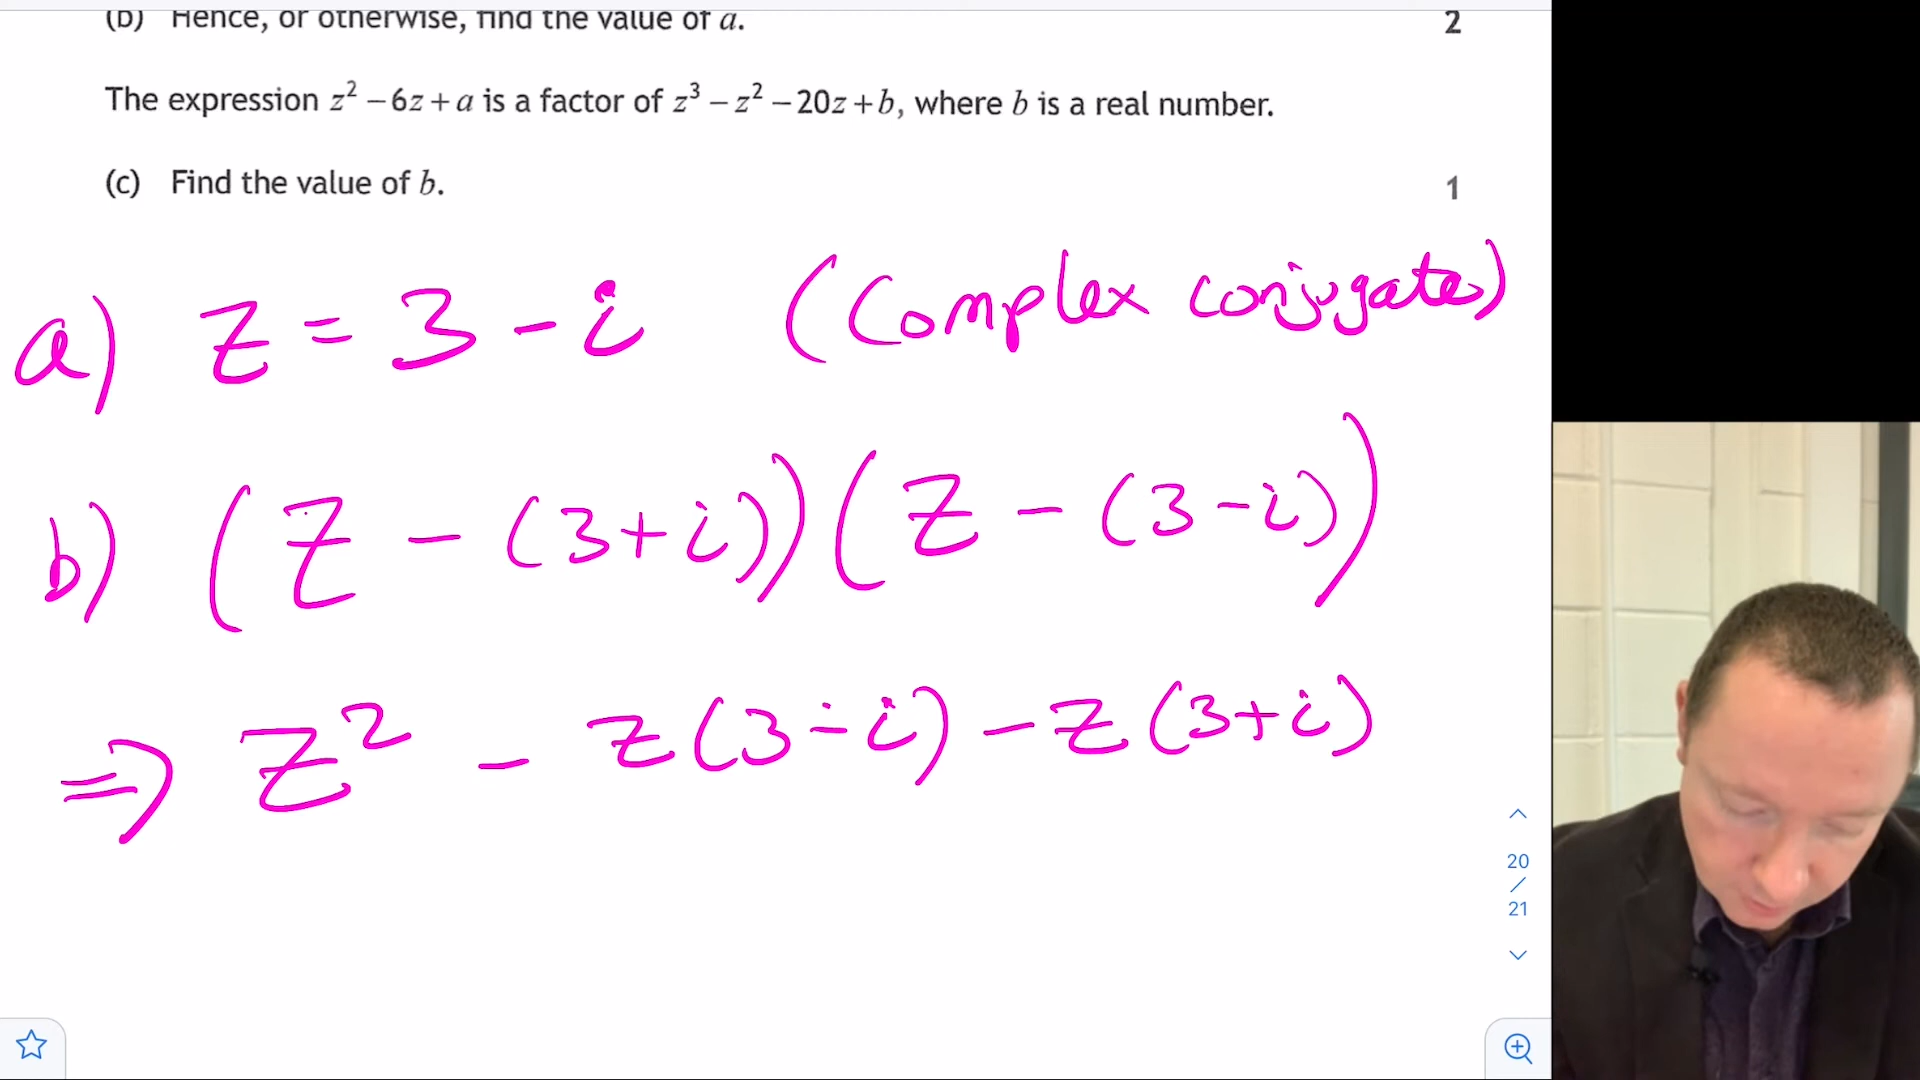 (b) Hence, or otherwise, find the value of a.
2
The expression z² − 6z + a is a factor of z³ − z² − 20z + b, where b is a real number.
(c) Find the value of b.
1
a) z = 3 − i (Complex conjugates)
b) (z − (3+i))(z − (3−i))
⇒ z² − z(3−i) − z(3+i)
20
/
21